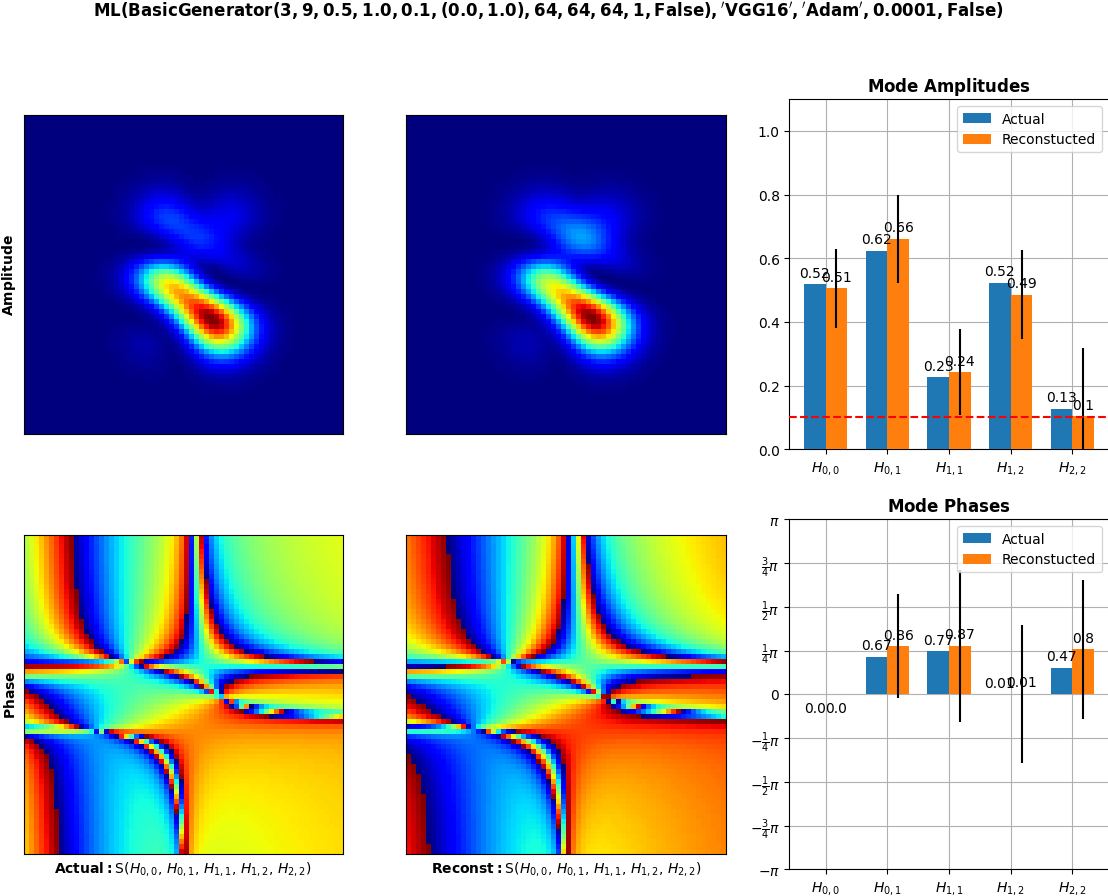 ML(BasicGenerator(3, 9, 0.5, 1.0, 0.1, (0.0, 1.0), 64, 64, 64, 1, False), 'VGG16', 'Adam', 0.0001, False)
Mode Amplitudes
Actual
Reconstucted
1.0
0.8
0.6
0.4
0.2
0.0
0.52
0.51
0.62
0.66
0.23
0.24
0.52
0.49
0.13
0.1
H0,0
H0,1
H1,1
H1,2
H2,2
Amplitude
Mode Phases
Actual
Reconstucted
π
3/4π
1/2π
1/4π
0
−1/4π
−1/2π
−3/4π
−π
0.0
0.0
0.67
0.86
0.77
0.87
0.01
0.01
0.47
0.8
H0,0
H0,1
H1,1
H1,2
H2,2
Phase
Actual: S(H0,0, H0,1, H1,1, H1,2, H2,2)
Reconst: S(H0,0, H0,1, H1,1, H1,2, H2,2)